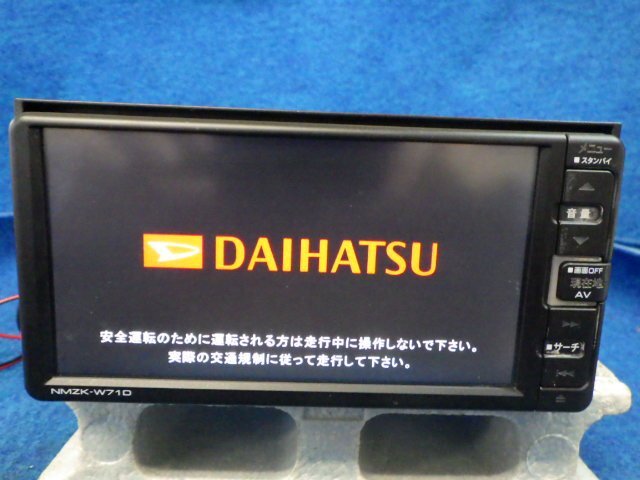 メニュー
■スタンバイ
音量
■画面OFF
現在地
AV
■サーチ
DAIHATSU
安全運転のために運転される方は走行中に操作しないで下さい。
実際の交通規制に従って走行して下さい。
NMZK-W71D